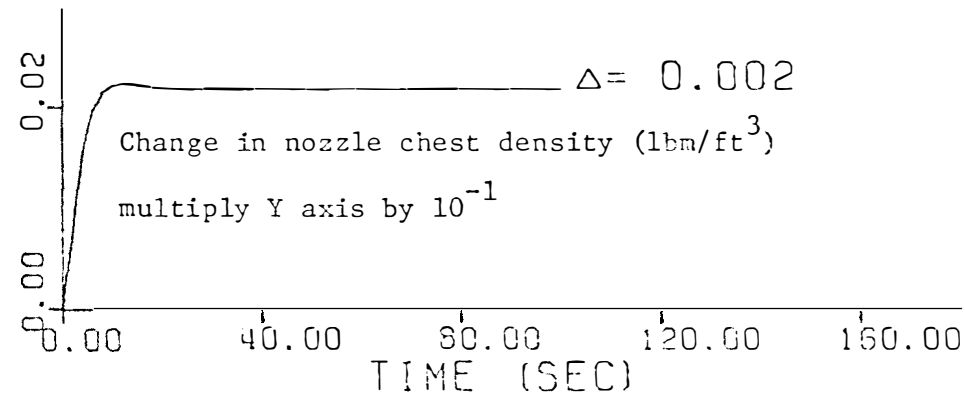 Δ= 0.002
0.02
Change in nozzle chest density (lbm/ft³)
multiply Y axis by 10⁻¹
0.00
0.00 40.00 80.00 120.00 160.00
TIME (SEC)